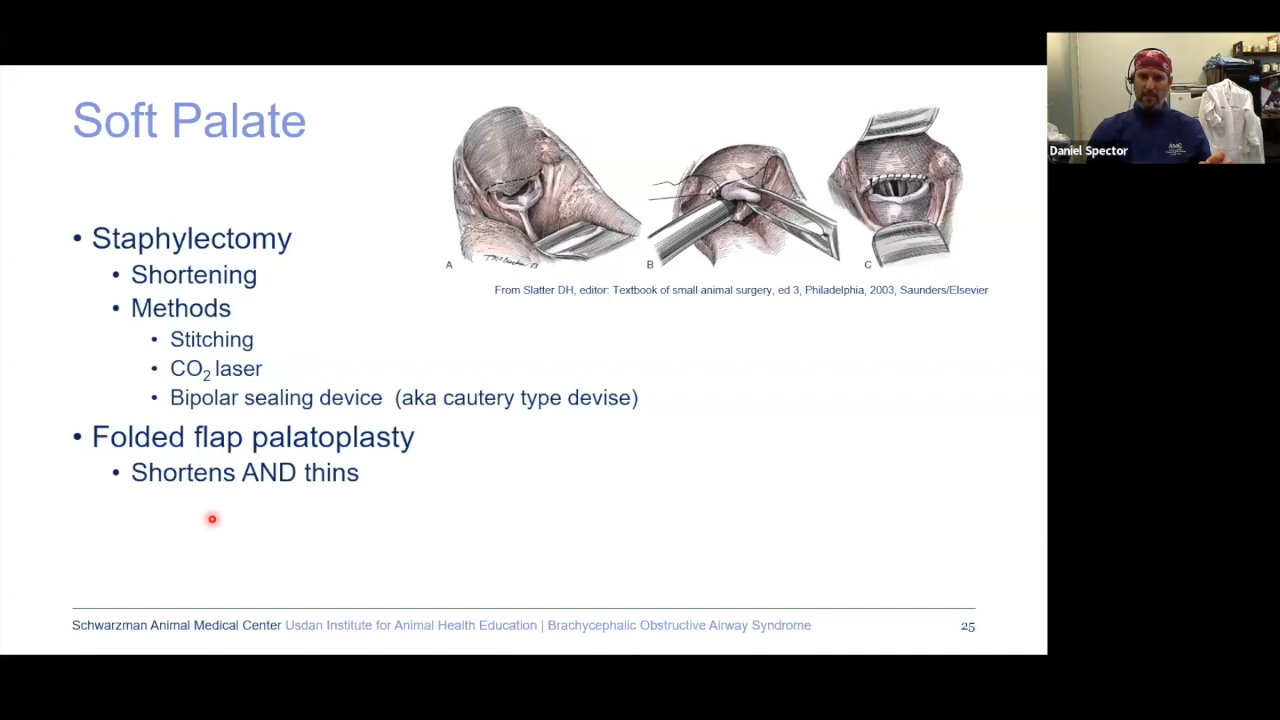 Soft Palate
A
B
C
From Slatter DH, editor: Textbook of small animal surgery, ed 3, Philadelphia, 2003, Saunders/Elsevier
• Staphylectomy
• Shortening
• Methods
• Stitching
• CO2 laser
• Bipolar sealing device (aka cautery type devise)
• Folded flap palatoplasty
• Shortens AND thins
Schwarzman Animal Medical Center Usdan Institute for Animal Health Education | Brachycephalic Obstructive Airway Syndrome
25
AMC
Daniel Spector